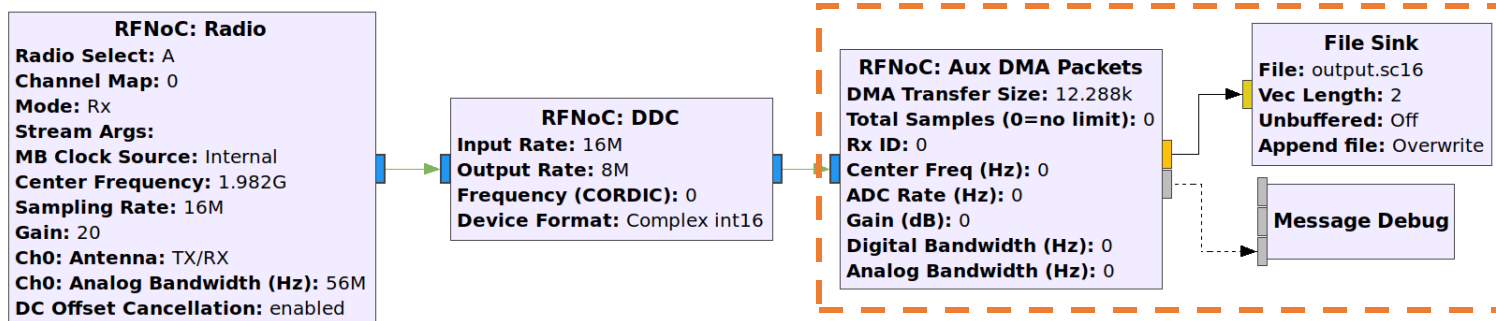 RFNoC: Radio
Radio Select: A
Channel Map: 0
Mode: Rx
Stream Args:
MB Clock Source: Internal
Center Frequency: 1.982G
Sampling Rate: 16M
Gain: 20
Ch0: Antenna: TX/RX
Ch0: Analog Bandwidth (Hz): 56M
DC Offset Cancellation: enabled
RFNoC: DDC
Input Rate: 16M
Output Rate: 8M
Frequency (CORDIC): 0
Device Format: Complex int16
RFNoC: Aux DMA Packets
DMA Transfer Size: 12.288k
Total Samples (0=no limit): 0
Rx ID: 0
Center Freq (Hz): 0
ADC Rate (Hz): 0
Gain (dB): 0
Digital Bandwidth (Hz): 0
Analog Bandwidth (Hz): 0
File Sink
File: output.sc16
Vec Length: 2
Unbuffered: Off
Append file: Overwrite
Message Debug